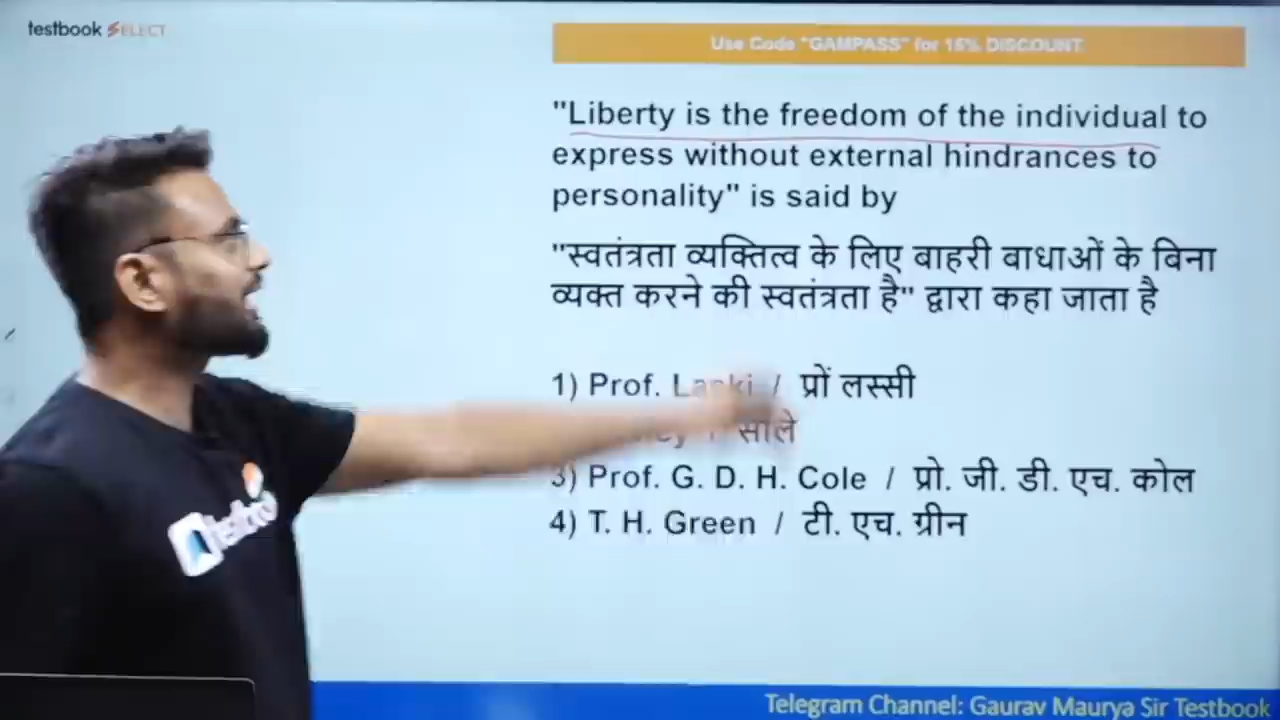 testbook SELECT
Use Code "GAMPASS" for 15% DISCOUNT
"Liberty is the freedom of the individual to
express without external hindrances to
personality" is said by
"स्वतंत्रता व्यक्तित्व के लिए बाहरी बाधाओं के बिना
व्यक्त करने की स्वतंत्रता है" द्वारा कहा जाता है
1) Prof. / प्रों लस्सी
सीले
3) Prof. G. D. H. Cole / प्रो. जी. डी. एच. कोल
4) T. H. Green / टी. एच. ग्रीन
testbook
Telegram Channel: Gaurav Maurya Sir Testbook